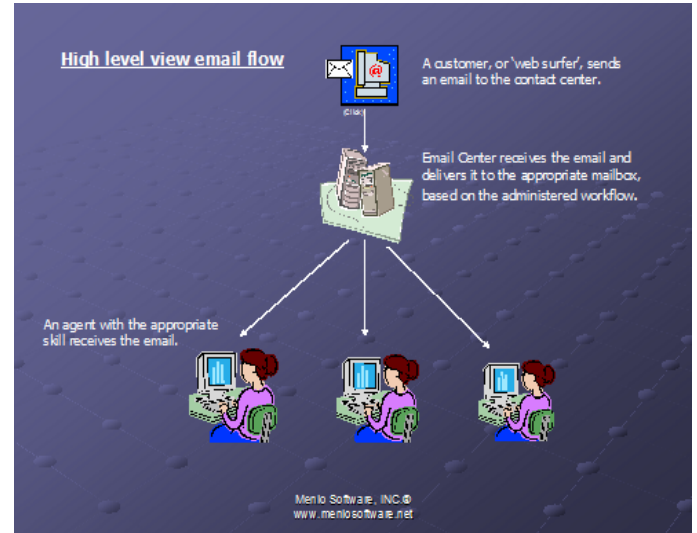 High level view email flow
A customer, or 'web surfer', sends
an email to the contact center.
(Click)
Email Center receives the email and
delivers it to the appropriate mailbox,
based on the administered workflow.
An agent with the appropriate
skill receives the email.
Menlo Software, INC.®
www.menlosoftware.net